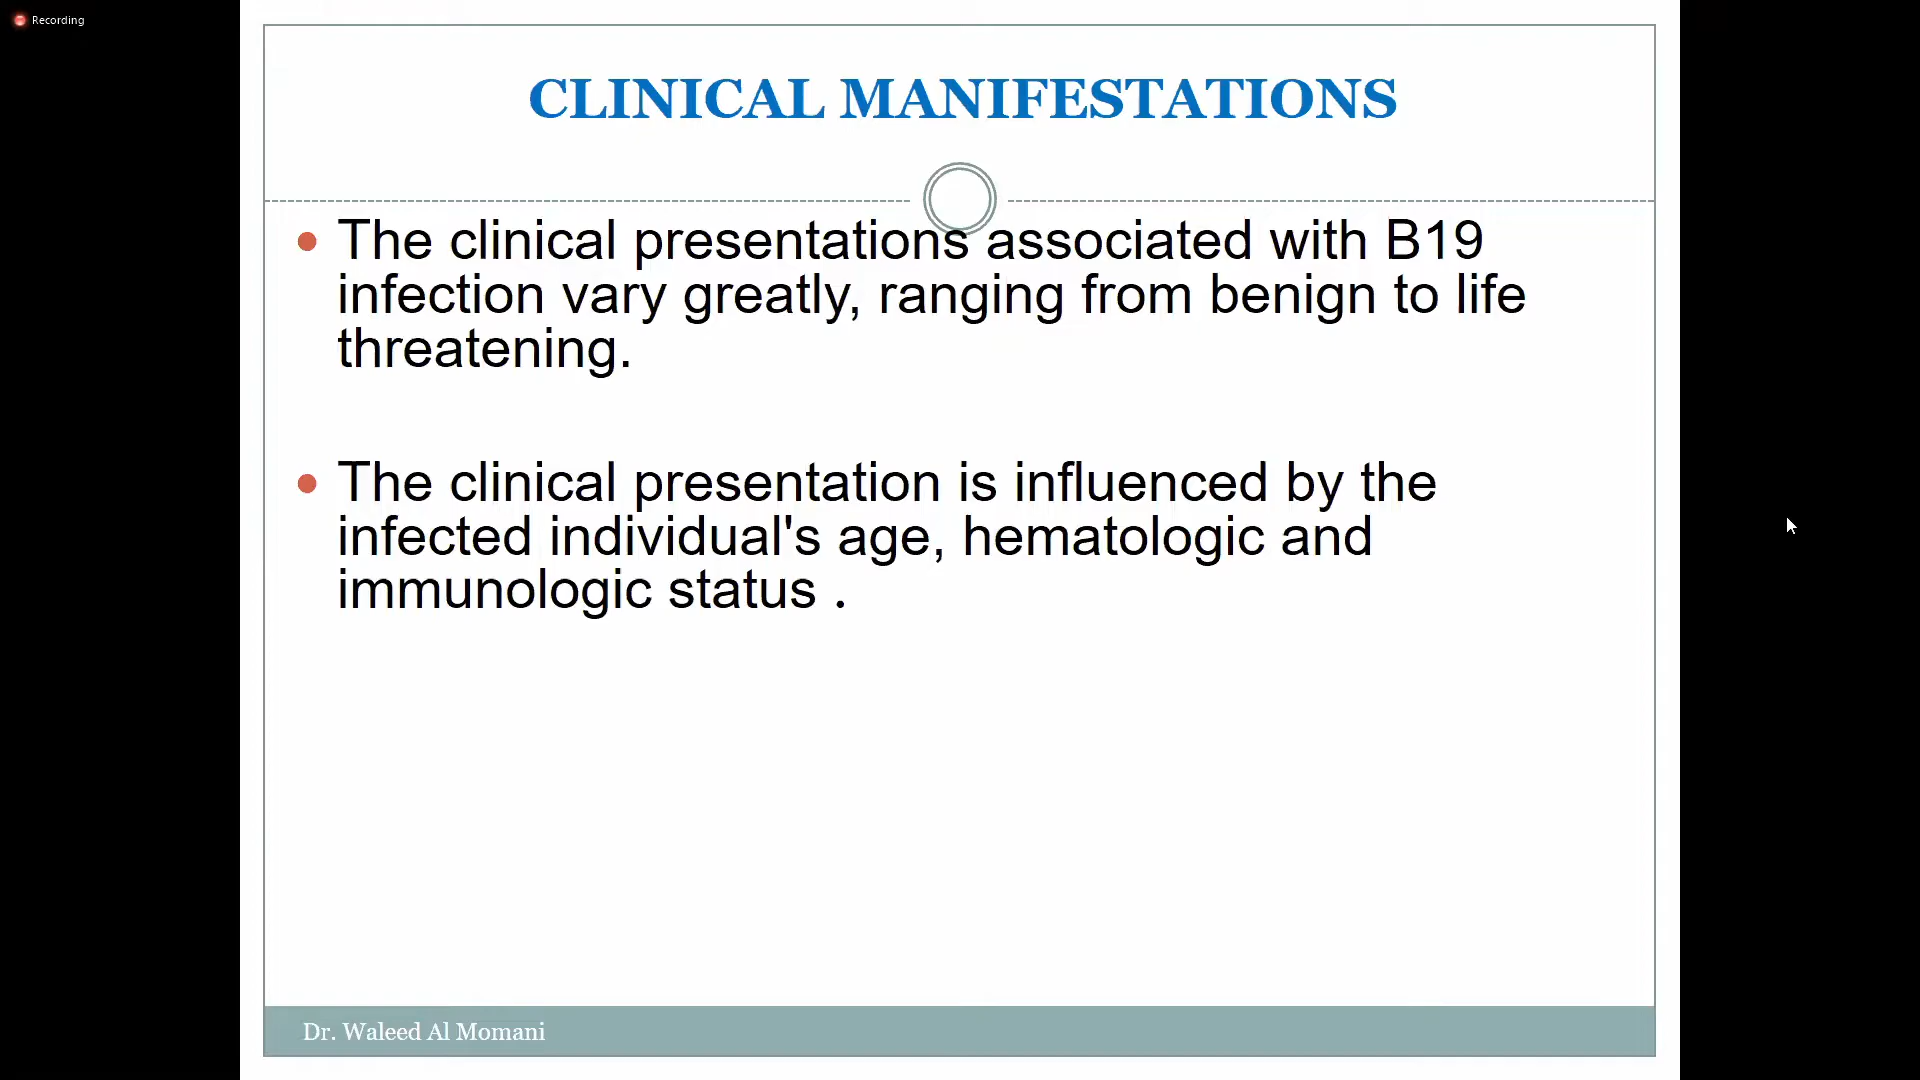 Recording
CLINICAL MANIFESTATIONS
The clinical presentations associated with B19
infection vary greatly, ranging from benign to life
threatening.
The clinical presentation is influenced by the
infected individual's age, hematologic and
immunologic status .
Dr. Waleed Al Momani